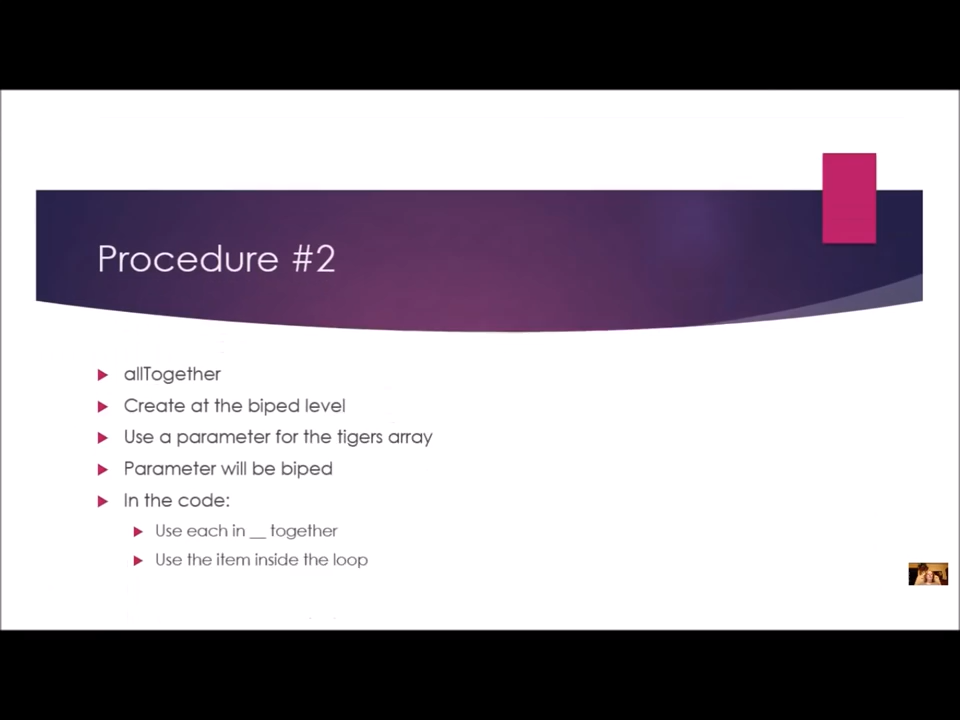 Procedure #2
allTogether
Create at the biped level
Use a parameter for the tigers array
Parameter will be biped
In the code:
Use each in __ together
Use the item inside the loop